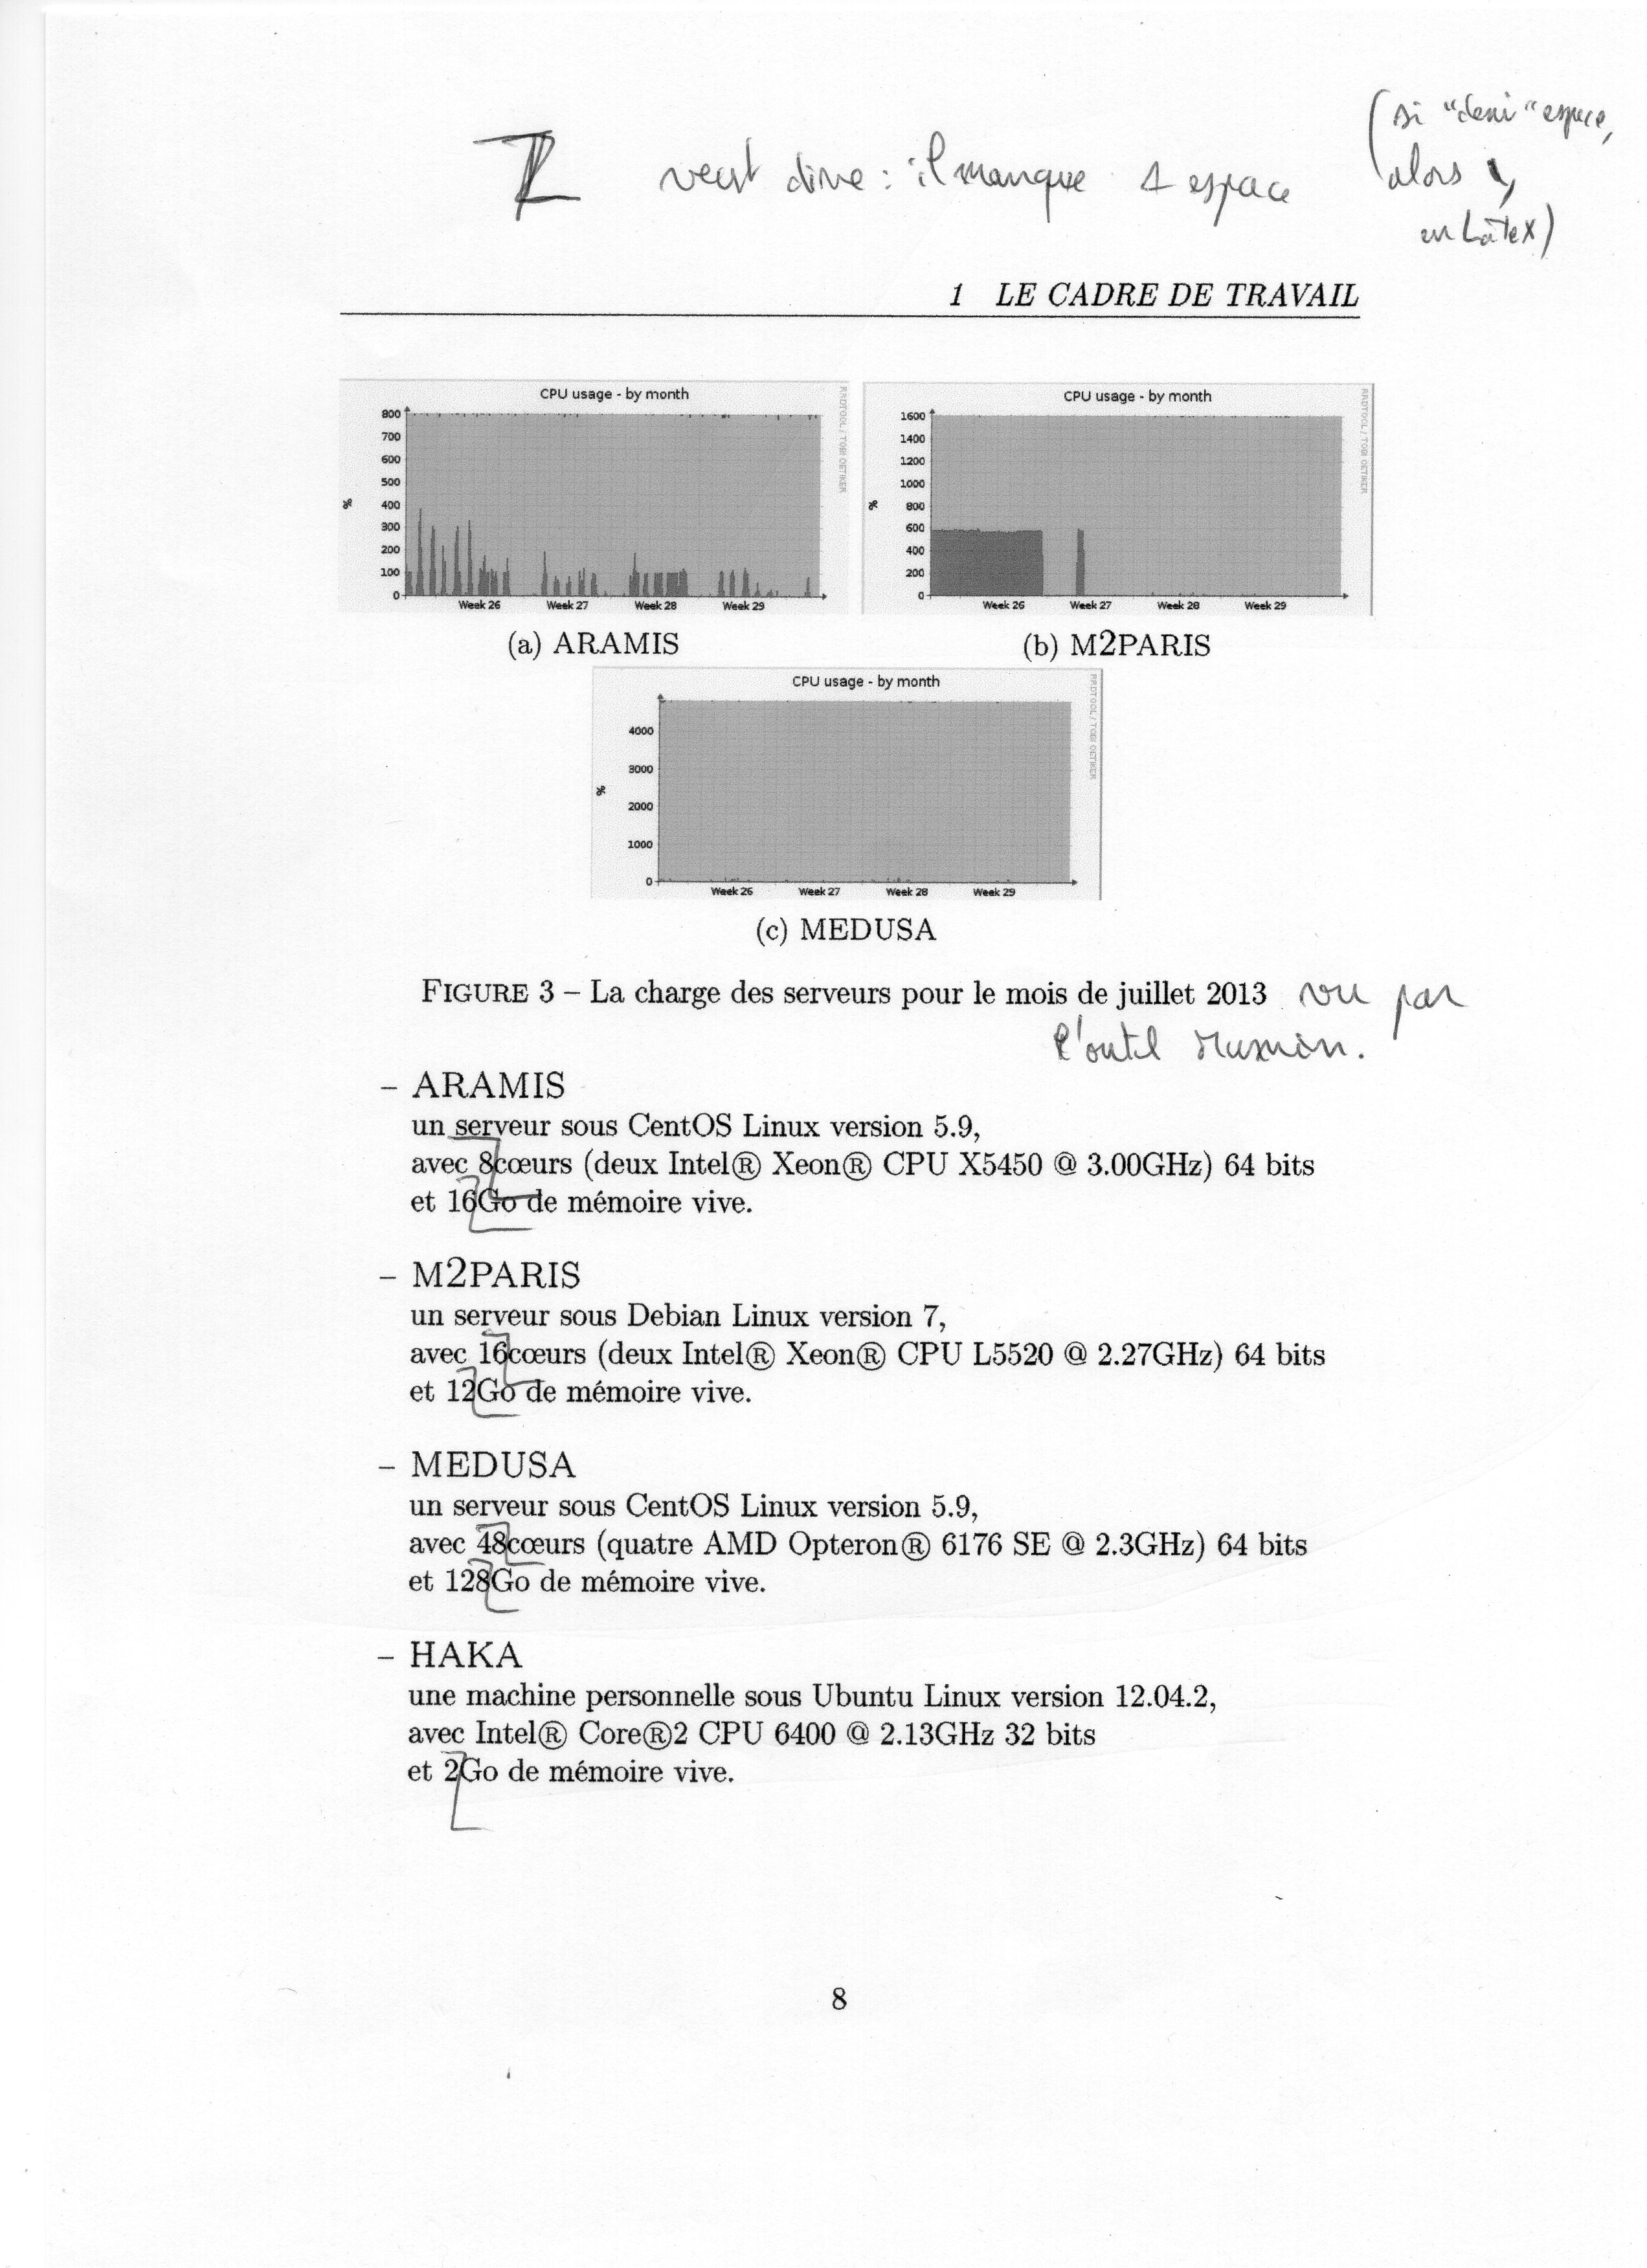 (si "demi" espace,
veut dire : il manque 1 espace
alors \,
en LaTeX)
1 LE CADRE DE TRAVAIL
CPU usage - by month
RRDTOOL / TOBI OETIKER
%
800
700
600
500
400
300
200
100
0
Week 26 Week 27 Week 28 Week 29
(a) ARAMIS
CPU usage - by month
RRDTOOL / TOBI OETIKER
%
1600
1400
1200
1000
800
600
400
200
0
Week 26 Week 27 Week 28 Week 29
(b) M2PARIS
CPU usage - by month
RRDTOOL / TOBI OETIKER
%
4000
3000
2000
1000
0
Week 26 Week 27 Week 28 Week 29
(c) MEDUSA
FIGURE 3 – La charge des serveurs pour le mois de juillet 2013 vu par
l'outil
– ARAMIS
un serveur sous CentOS Linux version 5.9,
avec 8cœurs (deux Intel® Xeon® CPU X5450 @ 3.00GHz) 64 bits
et 16Go de mémoire vive.
– M2PARIS
un serveur sous Debian Linux version 7,
avec 16cœurs (deux Intel® Xeon® CPU L5520 @ 2.27GHz) 64 bits
et 12Go de mémoire vive.
– MEDUSA
un serveur sous CentOS Linux version 5.9,
avec 48cœurs (quatre AMD Opteron® 6176 SE @ 2.3GHz) 64 bits
et 128Go de mémoire vive.
– HAKA
une machine personnelle sous Ubuntu Linux version 12.04.2,
avec Intel® Core®2 CPU 6400 @ 2.13GHz 32 bits
et 2Go de mémoire vive.
8